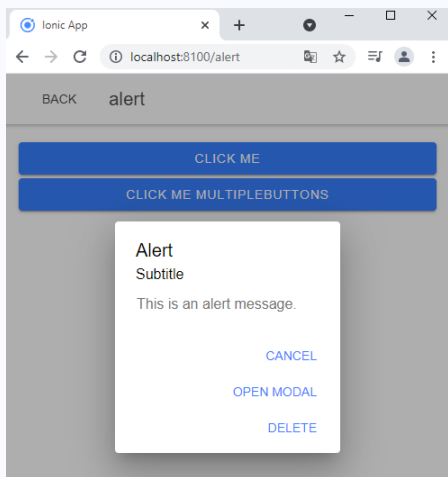 Ionic App
localhost:8100/alert
BACK alert
CLICK ME
CLICK ME MULTIPLEBUTTONS
Alert
Subtitle
This is an alert message.
CANCEL
OPEN MODAL
DELETE